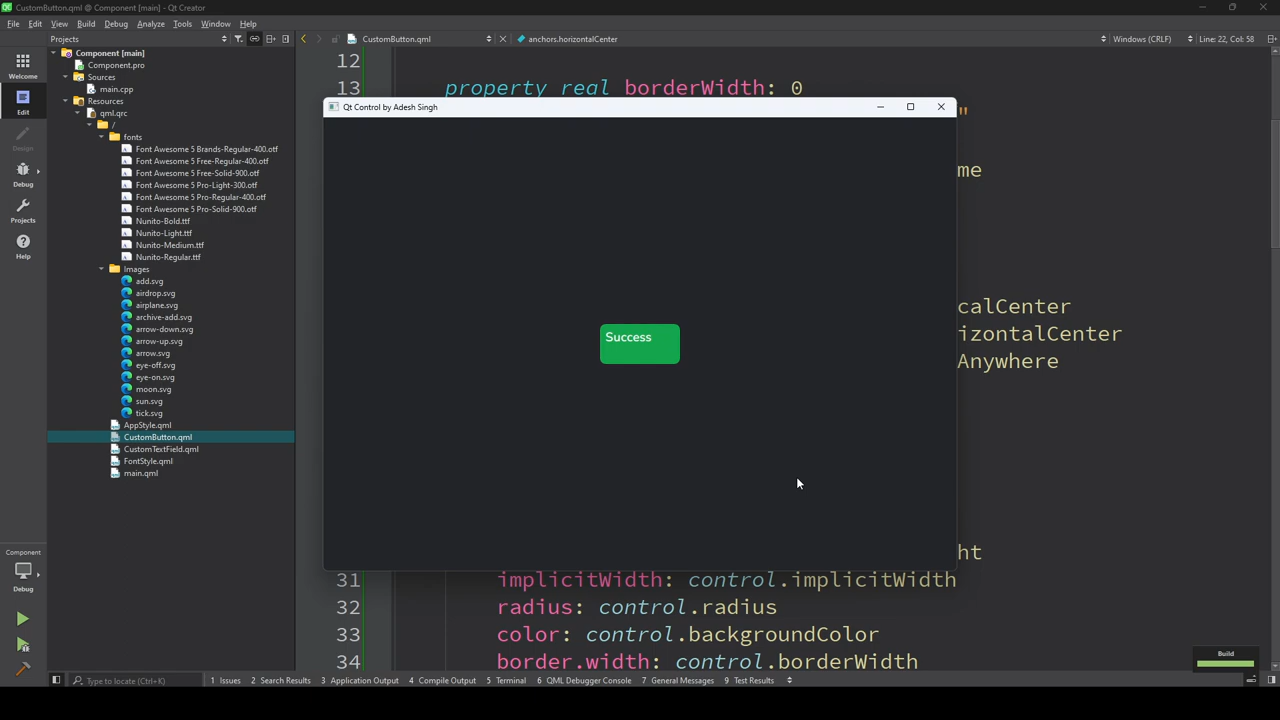 CustomButton.qml @ Component [main] - Qt Creator
File Edit View Build Debug Analyze Tools Window Help
Projects
CustomButton.qml
anchors.horizontalCenter
Windows (CRLF)
Line: 22, Col: 58
Welcome
Edit
Design
Debug
Projects
Help
Component [main]
Component.pro
Sources
main.cpp
Resources
qml.qrc
/
fonts
Font Awesome 5 Brands-Regular-400.otf
Font Awesome 5 Free-Regular-400.otf
Font Awesome 5 Free-Solid-900.otf
Font Awesome 5 Pro-Light-300.otf
Font Awesome 5 Pro-Regular-400.otf
Font Awesome 5 Pro-Solid-900.otf
Nunito-Bold.ttf
Nunito-Light.ttf
Nunito-Medium.ttf
Nunito-Regular.ttf
Images
add.svg
airdrop.svg
airplane.svg
archive-add.svg
arrow-down.svg
arrow-up.svg
arrow.svg
eye-off.svg
eye-on.svg
moon.svg
sun.svg
tick.svg
AppStyle.qml
CustomButton.qml
CustomTextField.qml
FontStyle.qml
main.qml
12
13 property real borderWidth: 0
"
me
calCenter
izontalCenter
Anywhere
ht
31 implicitWidth: control.implicitWidth
32 radius: control.radius
33 color: control.backgroundColor
34 border.width: control.borderWidth
Qt Control by Adesh Singh
Success
Component
Debug
Build
Type to locate (Ctrl+K)
1 Issues 2 Search Results 3 Application Output 4 Compile Output 5 Terminal 6 QML Debugger Console 7 General Messages 9 Test Results